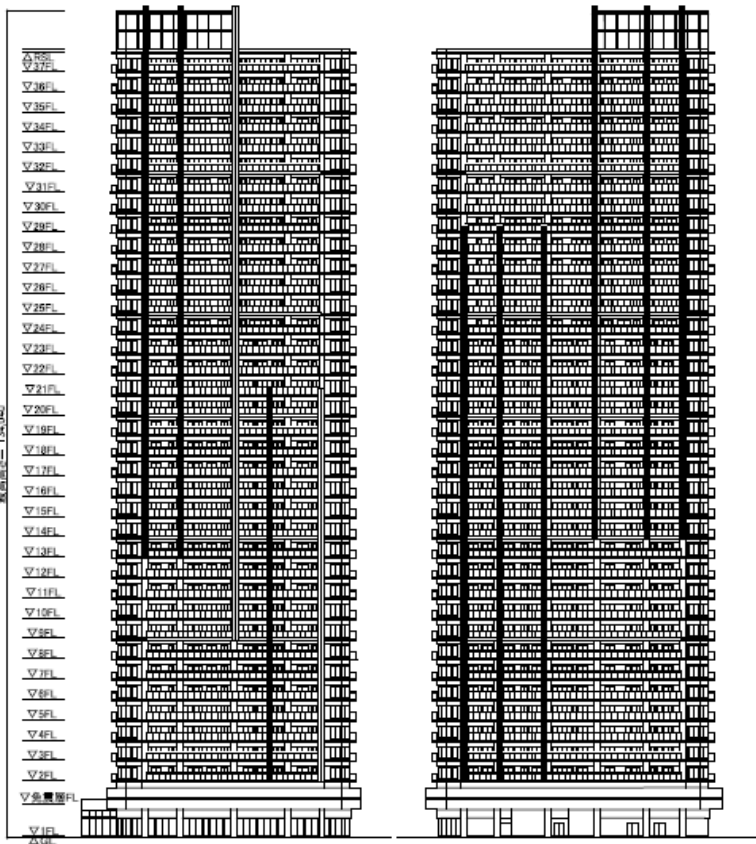 △RSL
▽37FL
▽36FL
▽35FL
▽34FL
▽33FL
▽32FL
▽31FL
▽30FL
▽29FL
▽28FL
▽27FL
▽26FL
▽25FL
▽24FL
▽23FL
▽22FL
▽21FL
▽20FL
▽19FL
▽18FL
▽17FL
▽16FL
▽15FL
▽14FL
▽13FL
▽12FL
▽11FL
▽10FL
▽9FL
▽8FL
▽7FL
▽6FL
▽5FL
▽4FL
▽3FL
▽2FL
▽免震層FL
▽1FL
△GL